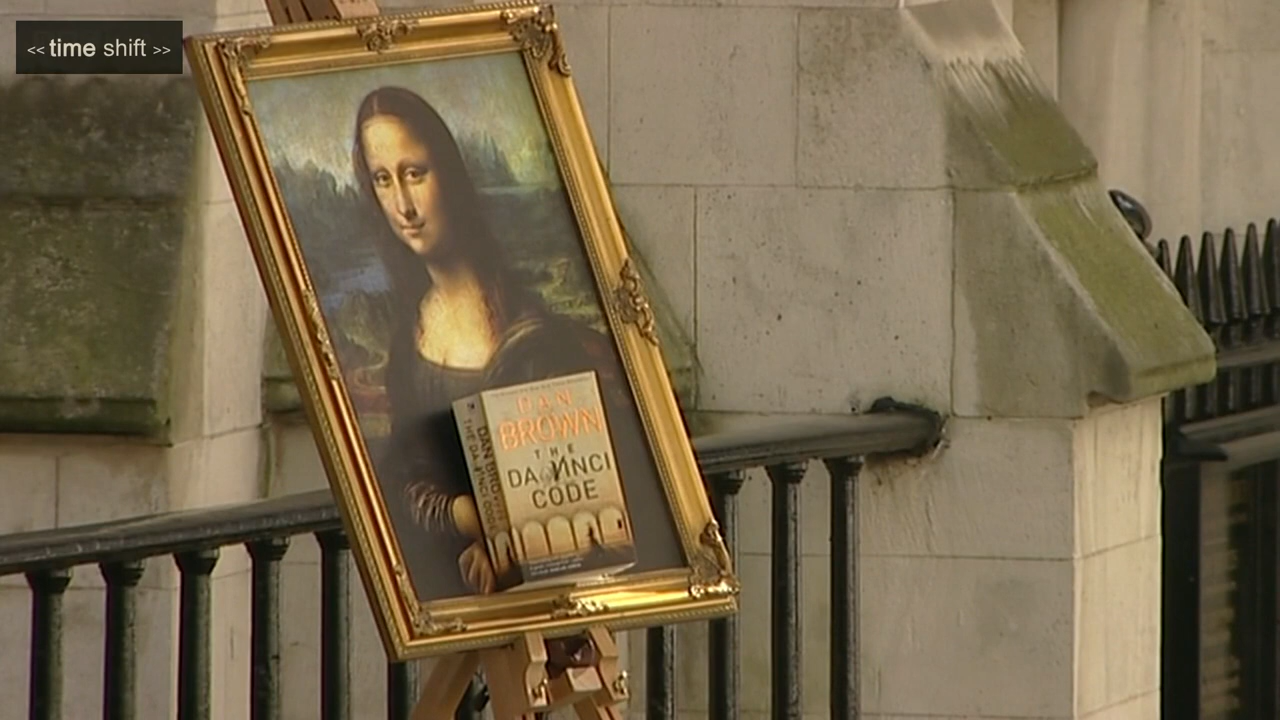 << time shift >>
DAN
BROWN
THE
DA VINCI
CODE
DAN BROWN
THE DA VINCI CODE